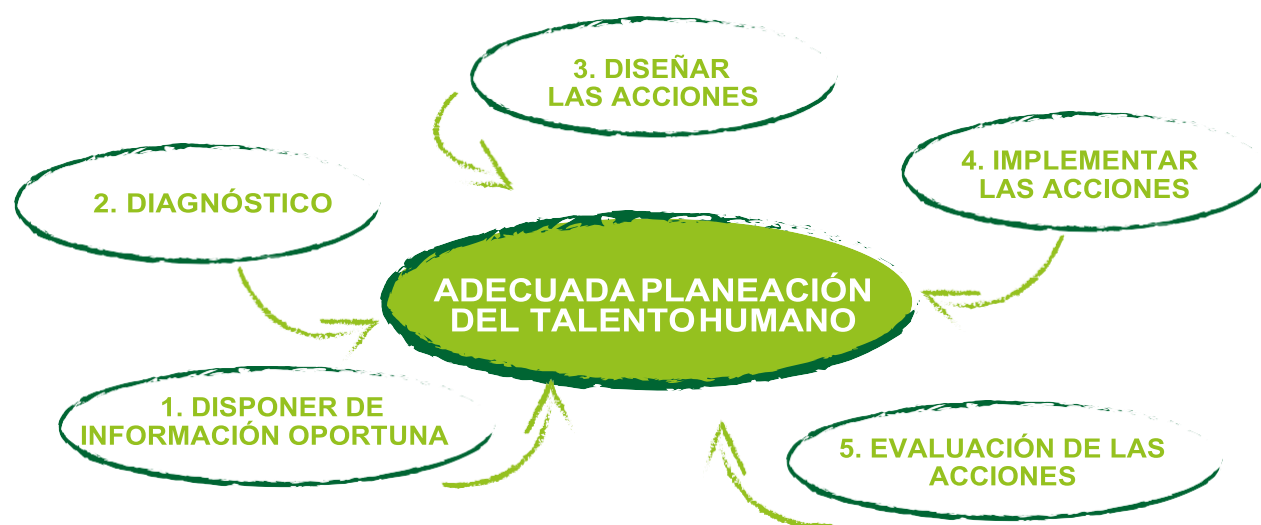 3. DISEÑAR
LAS ACCIONES
4. IMPLEMENTAR
LAS ACCIONES
2. DIAGNÓSTICO
ADECUADA PLANEACIÓN
DEL TALENTO HUMANO
1. DISPONER DE
INFORMACIÓN OPORTUNA
5. EVALUACIÓN DE LAS
ACCIONES